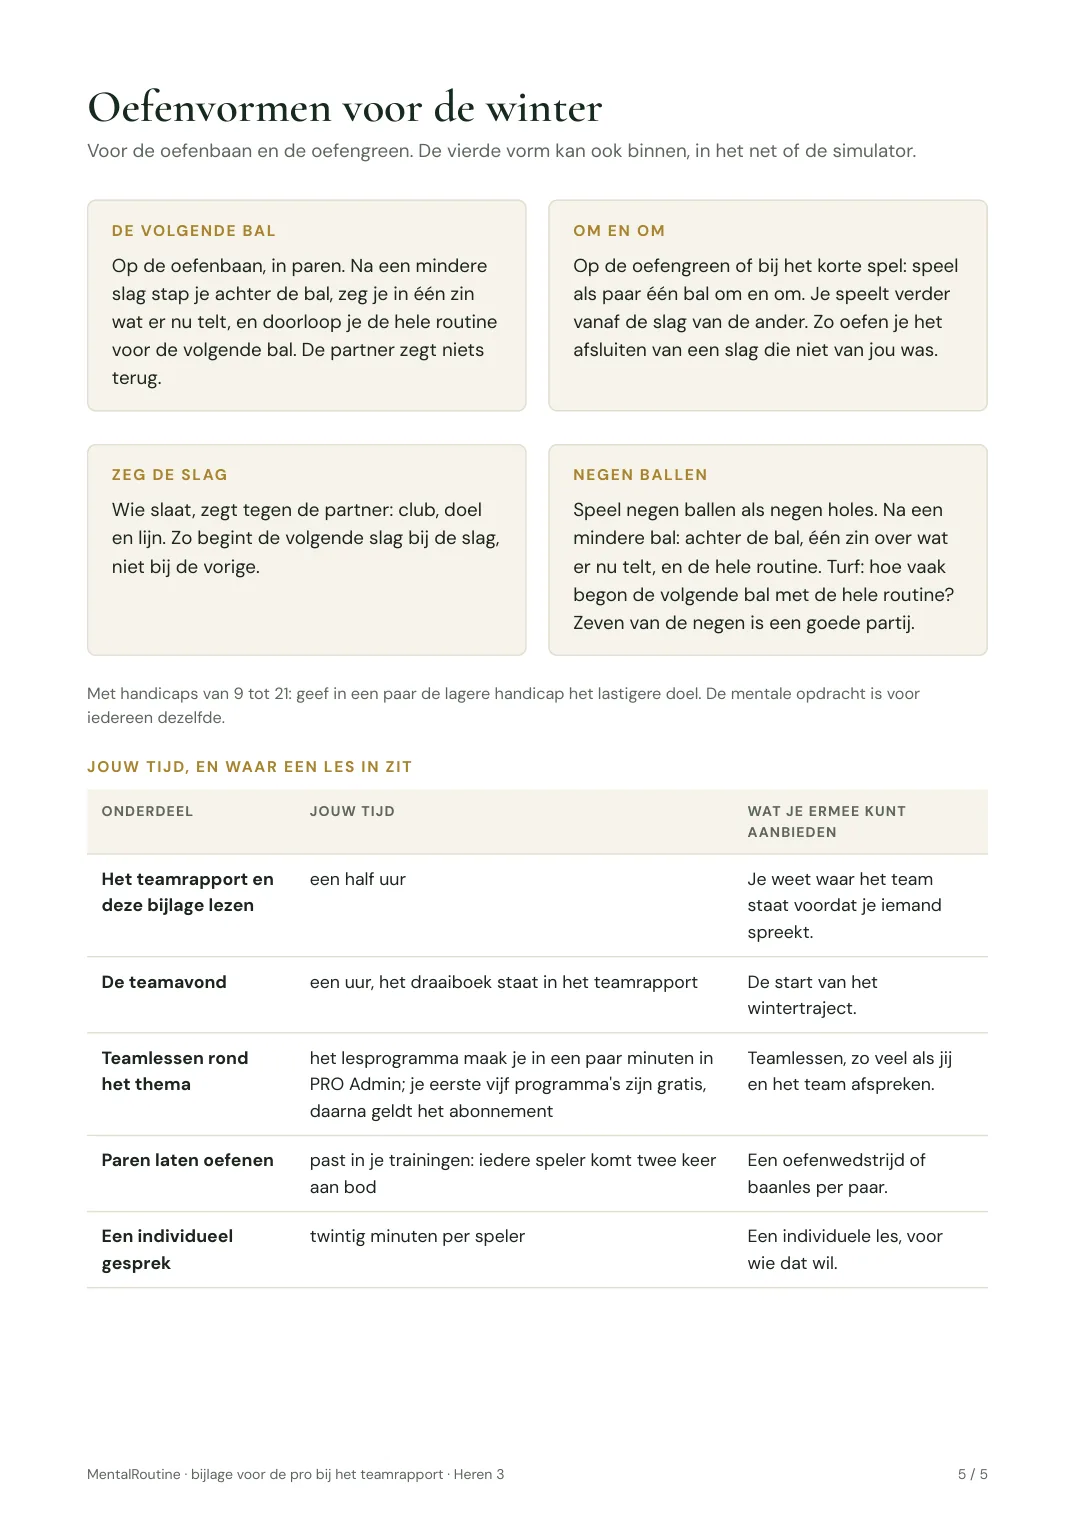 Oefenvormen voor de winter
Voor de oefenbaan en de oefengreen. De vierde vorm kan ook binnen, in het net of de simulator.
DE VOLGENDE BAL
Op de oefenbaan, in paren. Na een mindere
slag stap je achter de bal, zeg je in één zin
wat er nu telt, en doorloop je de hele routine
voor de volgende bal. De partner zegt niets
terug.
OM EN OM
Op de oefengreen of bij het korte spel: speel
als paar één bal om en om. Je speelt verder
vanaf de slag van de ander. Zo oefen je het
afsluiten van een slag die niet van jou was.
ZEG DE SLAG
Wie slaat, zegt tegen de partner: club, doel
en lijn. Zo begint de volgende slag bij de slag,
niet bij de vorige.
NEGEN BALLEN
Speel negen ballen als negen holes. Na een
mindere bal: achter de bal, één zin over wat
er nu telt, en de hele routine. Turf: hoe vaak
begon de volgende bal met de hele routine?
Zeven van de negen is een goede partij.
Met handicaps van 9 tot 21: geef in een paar de lagere handicap het lastigere doel. De mentale opdracht is voor
iedereen dezelfde.
JOUW TIJD, EN WAAR EEN LES IN ZIT
ONDERDEEL
JOUW TIJD
WAT JE ERMEE KUNT
AANBIEDEN
Het teamrapport en
deze bijlage lezen
een half uur
Je weet waar het team
staat voordat je iemand
spreekt.
De teamavond
een uur, het draaiboek staat in het teamrapport
De start van het
wintertraject.
Teamlessen rond
het thema
het lesprogramma maak je in een paar minuten in
PRO Admin; je eerste vijf programma's zijn gratis,
daarna geldt het abonnement
Teamlessen, zo veel als jij
en het team afspreken.
Paren laten oefenen
past in je trainingen: iedere speler komt twee keer
aan bod
Een oefenwedstrijd of
baanles per paar.
Een individueel
gesprek
twintig minuten per speler
Een individuele les, voor
wie dat wil.
MentalRoutine · bijlage voor de pro bij het teamrapport · Heren 3
5 / 5